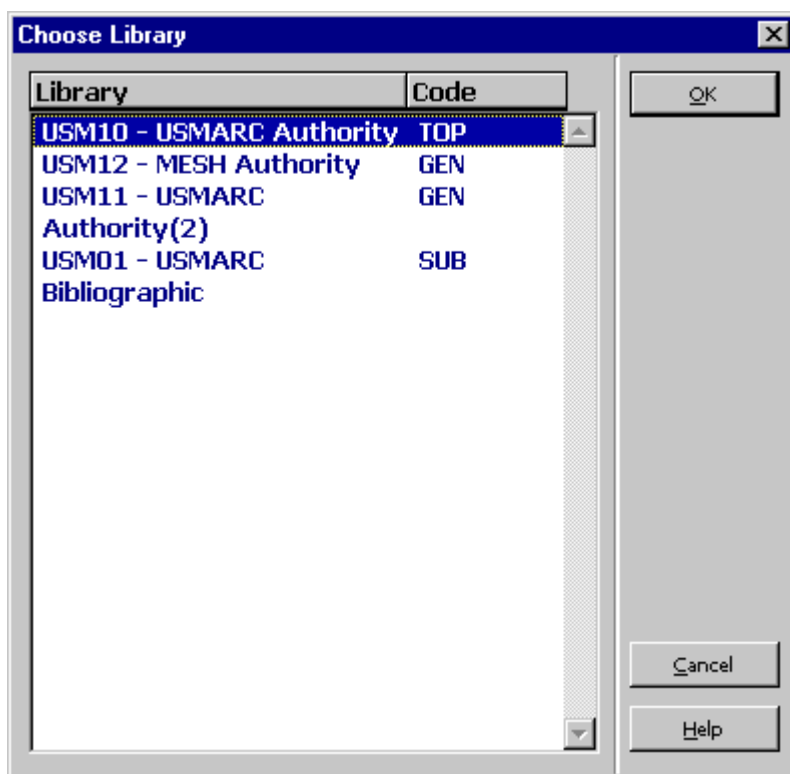 Choose Library
Library Code
OK
USM10 - USMARC Authority TOP
USM12 - MESH Authority GEN
USM11 - USMARC GEN
Authority(2)
USM01 - USMARC SUB
Bibliographic
Cancel
Help